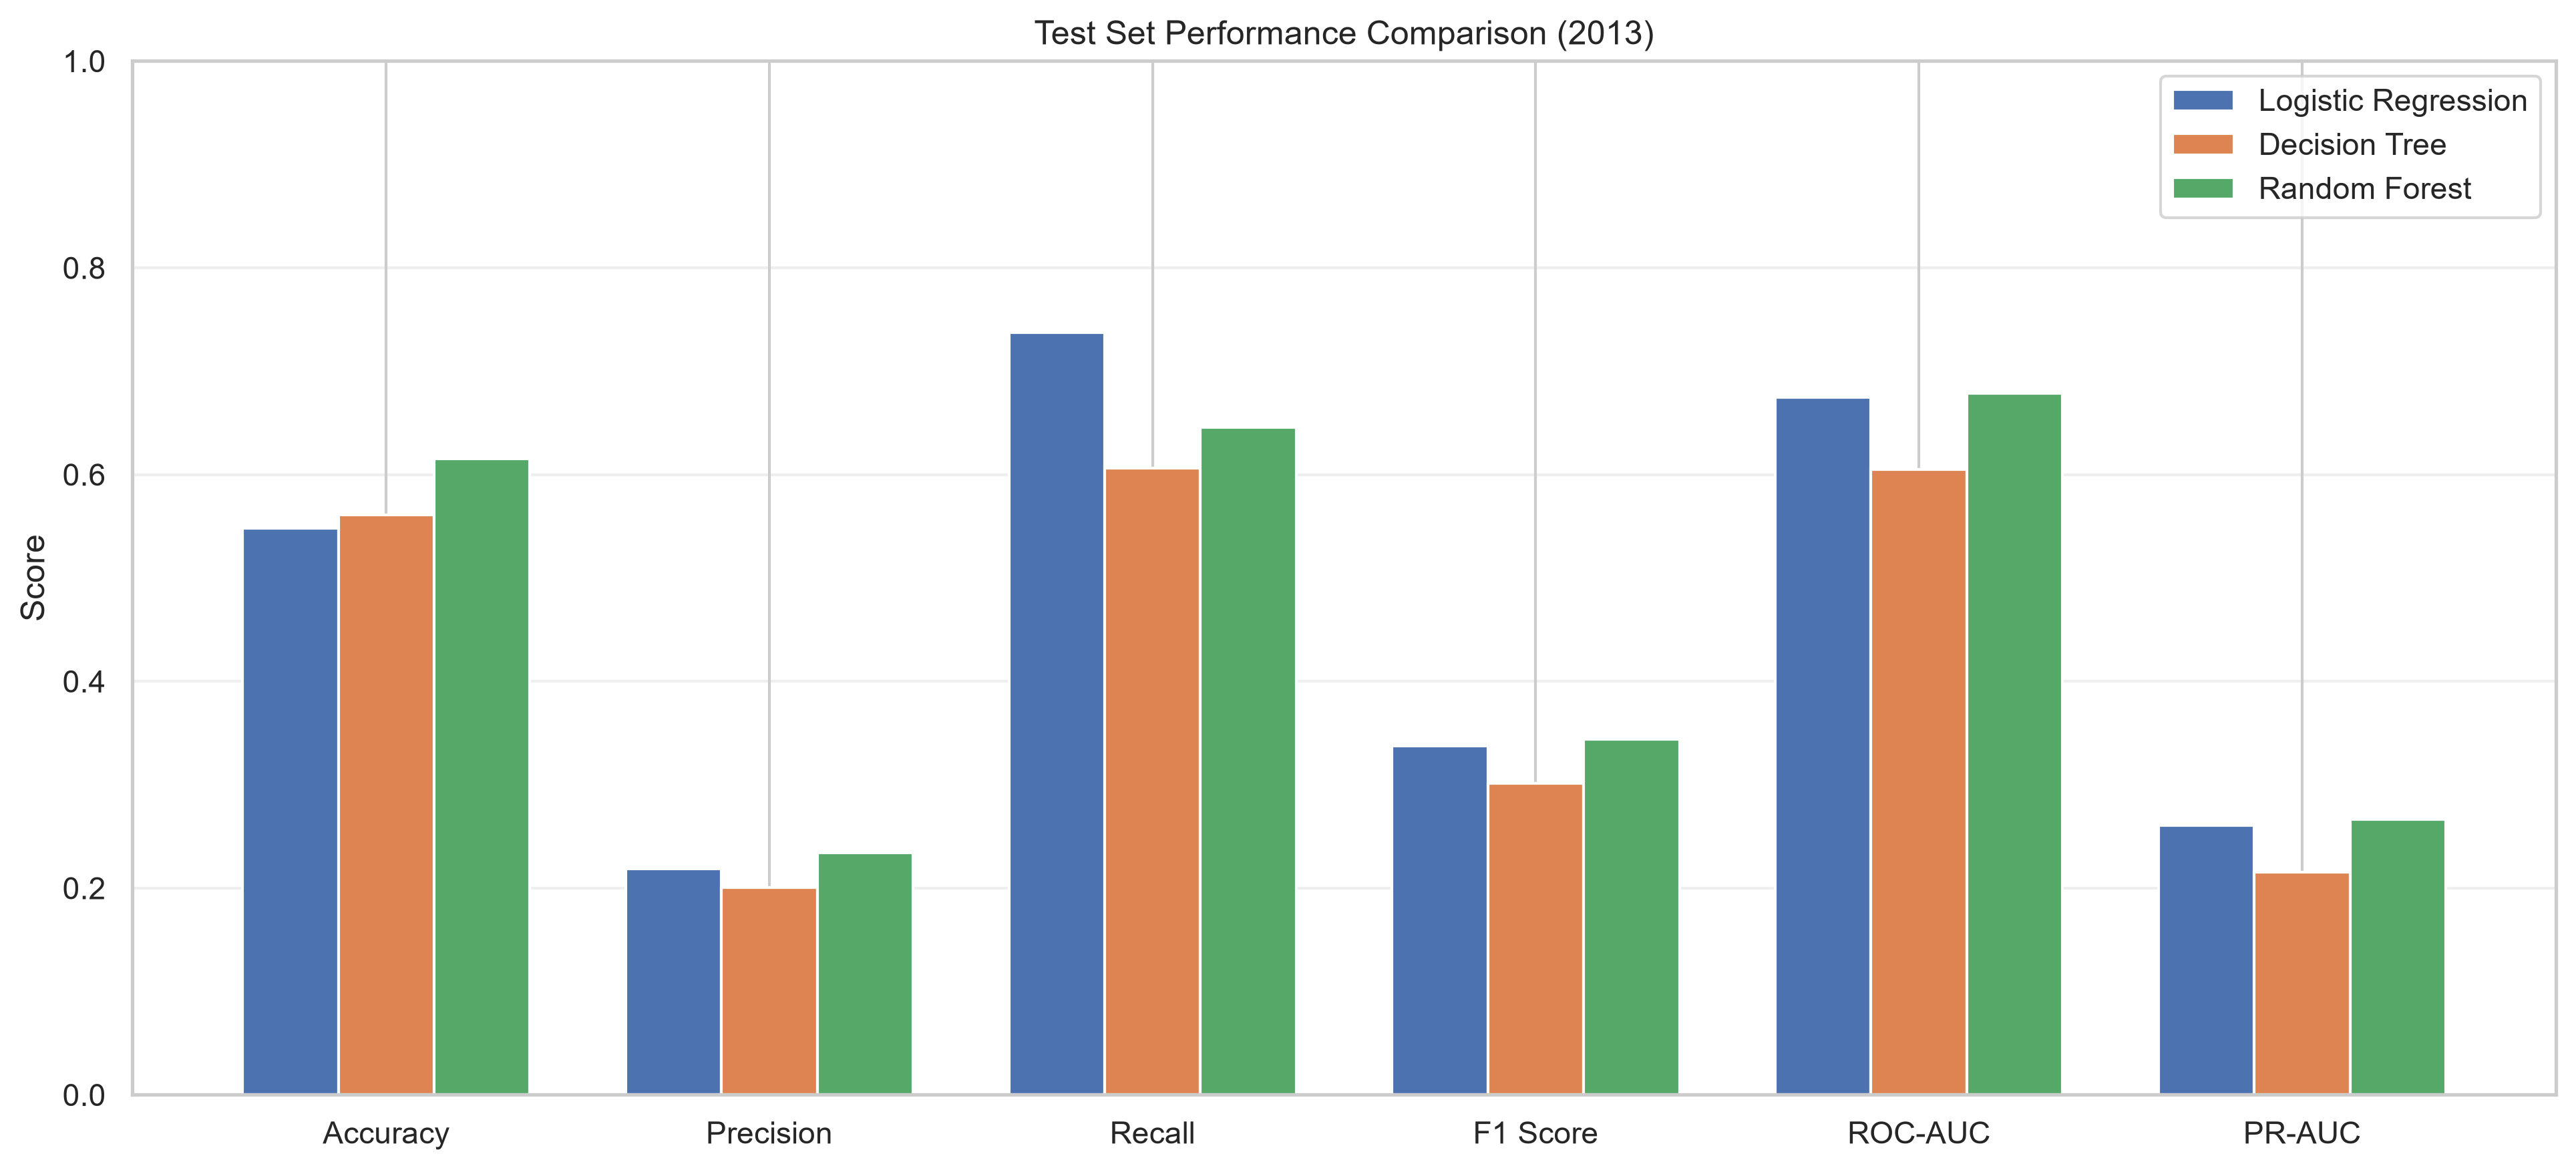 Test Set Performance Comparison (2013)
1.0
0.8
0.6
0.4
0.2
0.0
Score
Logistic Regression
Decision Tree
Random Forest
Accuracy
Precision
Recall
F1 Score
ROC-AUC
PR-AUC